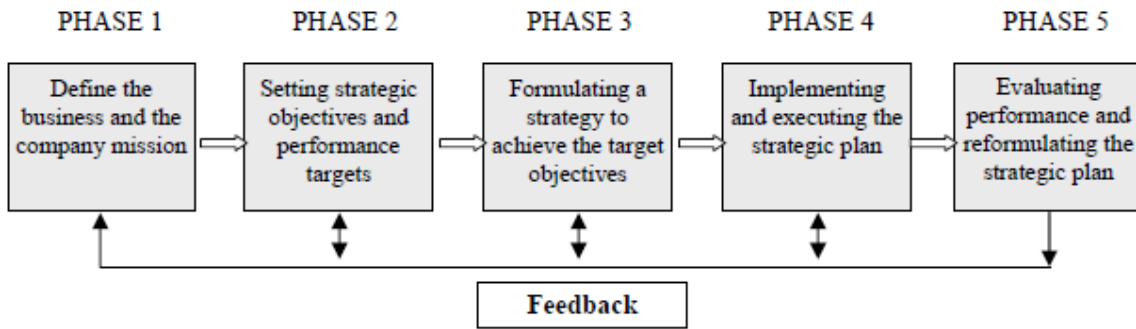 PHASE 1
PHASE 2
PHASE 3
PHASE 4
PHASE 5
Define the
business and the
company mission
Setting strategic
objectives and
performance
targets
Formulating a
strategy to
achieve the target
objectives
Implementing
and executing the
strategic plan
Evaluating
performance and
reformulating the
strategic plan
Feedback